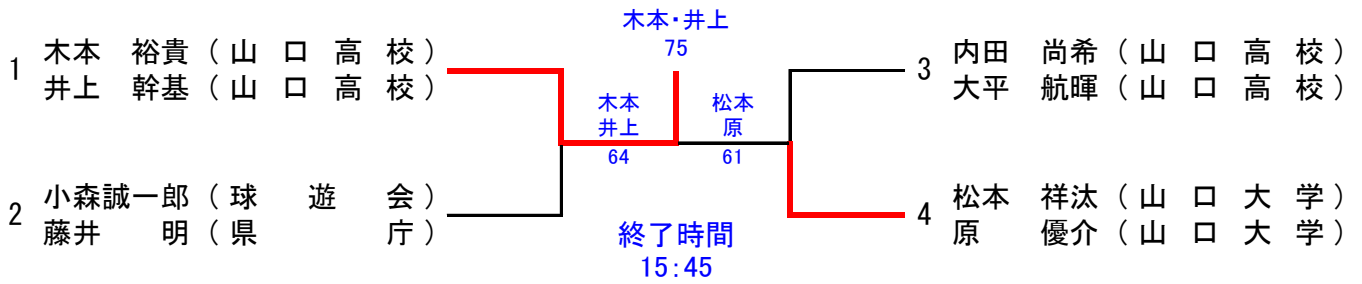 木本・井上
75
1 木本 裕貴 ( 山 口 高 校 )
井上 幹基 ( 山 口 高 校 )
木本
井上
64
松本
原
61
3 内田 尚希 ( 山 口 高 校 )
大平 航暉 ( 山 口 高 校 )
2 小森誠一郎 ( 球 遊 会 )
藤井 明 ( 県 庁 )
4 松本 祥汰 ( 山 口 大 学 )
原 優介 ( 山 口 大 学 )
終了時間
15:45